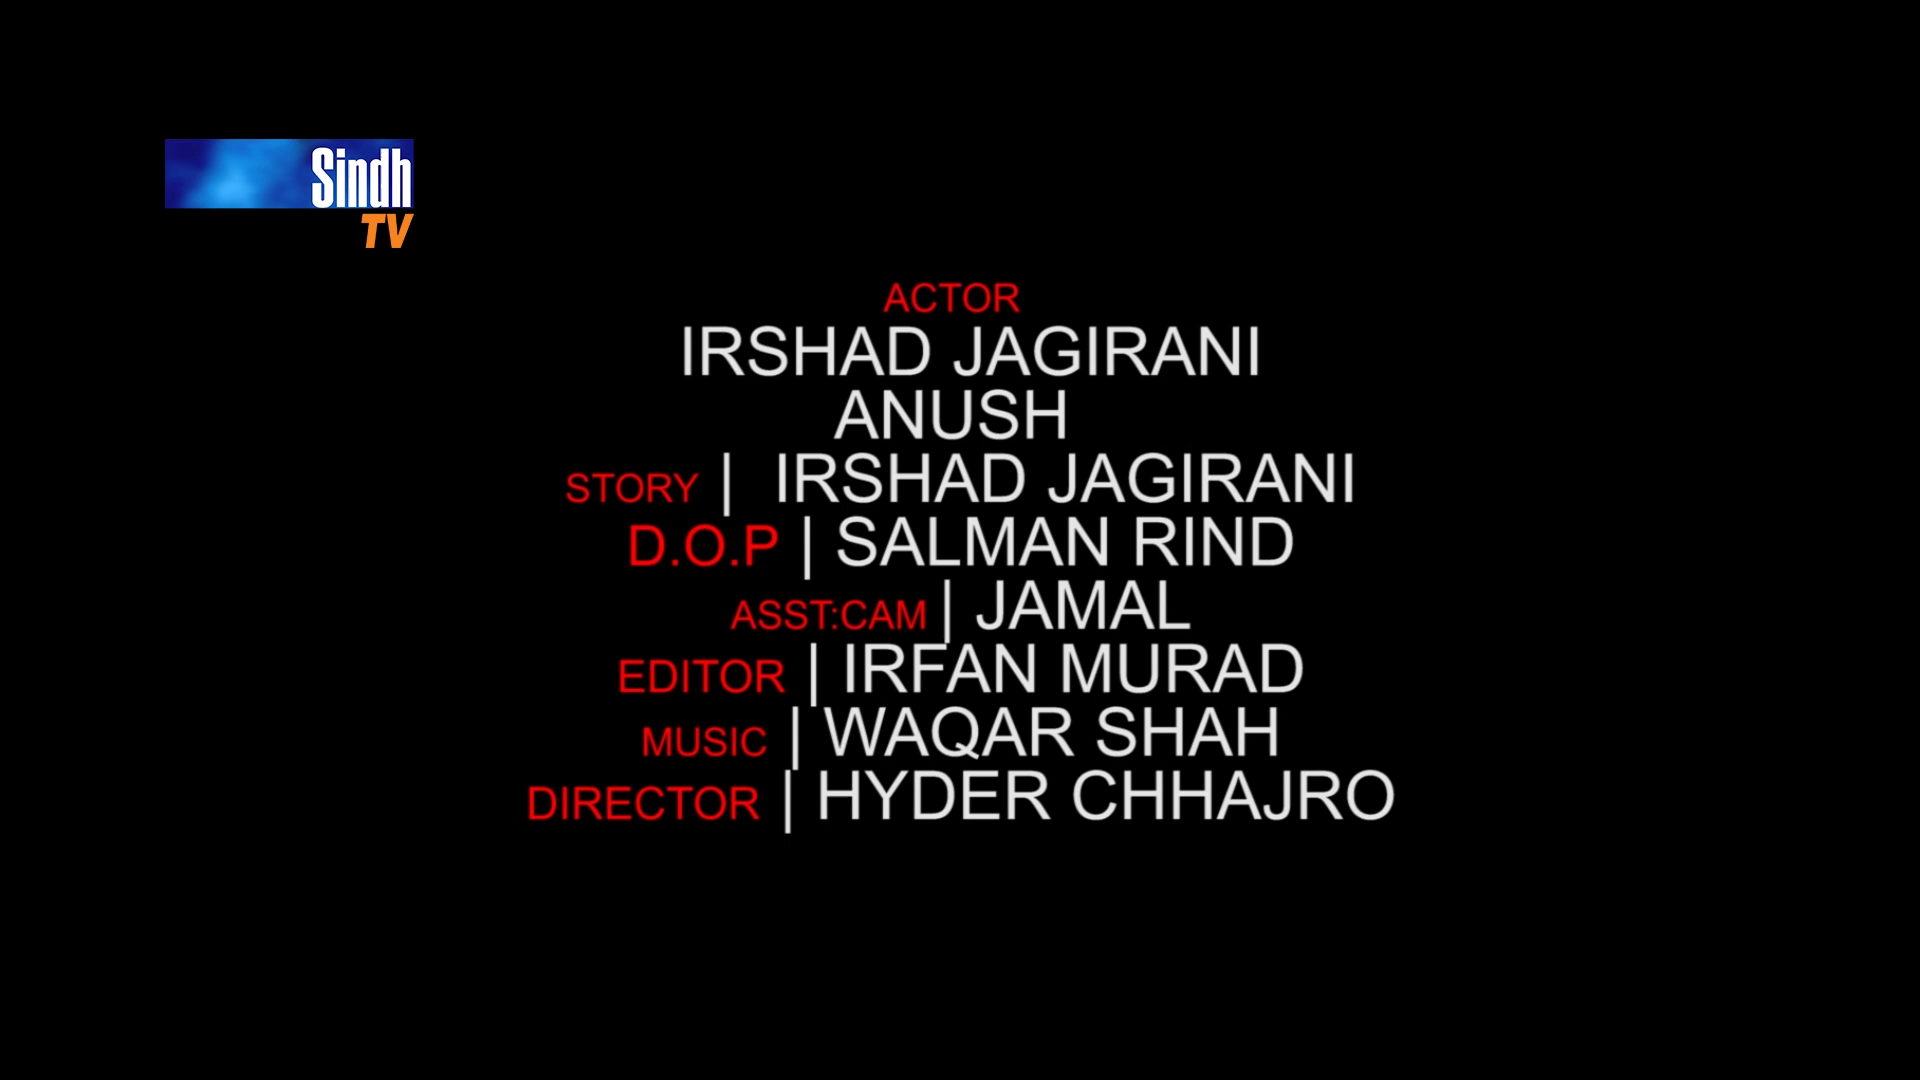 Sindh
TV
ACTOR
IRSHAD JAGIRANI
ANUSH
STORY | IRSHAD JAGIRANI
D.O.P | SALMAN RIND
ASST:CAM | JAMAL
EDITOR | IRFAN MURAD
MUSIC | WAQAR SHAH
DIRECTOR | HYDER CHHAJRO